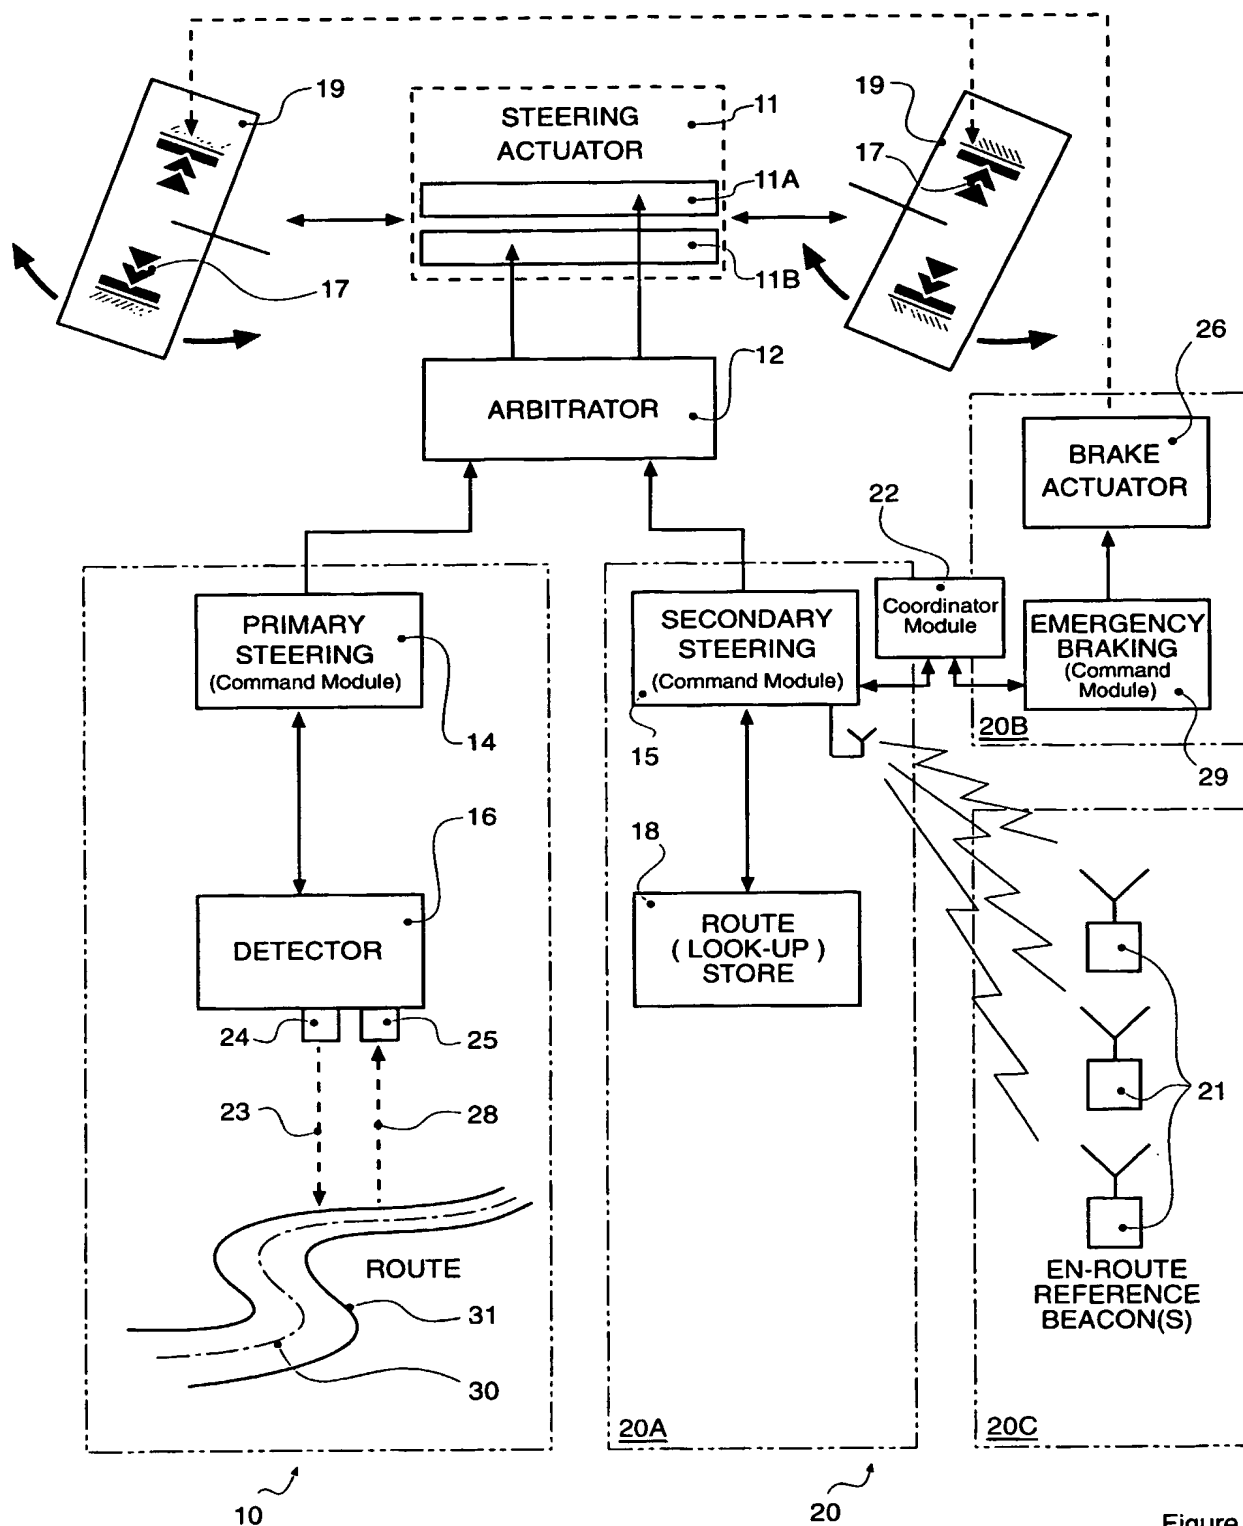 19
STEERING
ACTUATOR
11
19
17
11A
11B
17
12
ARBITRATOR
26
BRAKE
ACTUATOR
22
PRIMARY
STEERING
(Command Module)
SECONDARY
STEERING
(Command Module)
Coordinator
Module
EMERGENCY
BRAKING
(Command
Module)
14
15
20B
29
16
18
DETECTOR
ROUTE
( LOOK-UP )
STORE
24
25
23
28
21
ROUTE
31
30
EN-ROUTE
REFERENCE
BEACON(S)
20A
20C
10
20
Figure